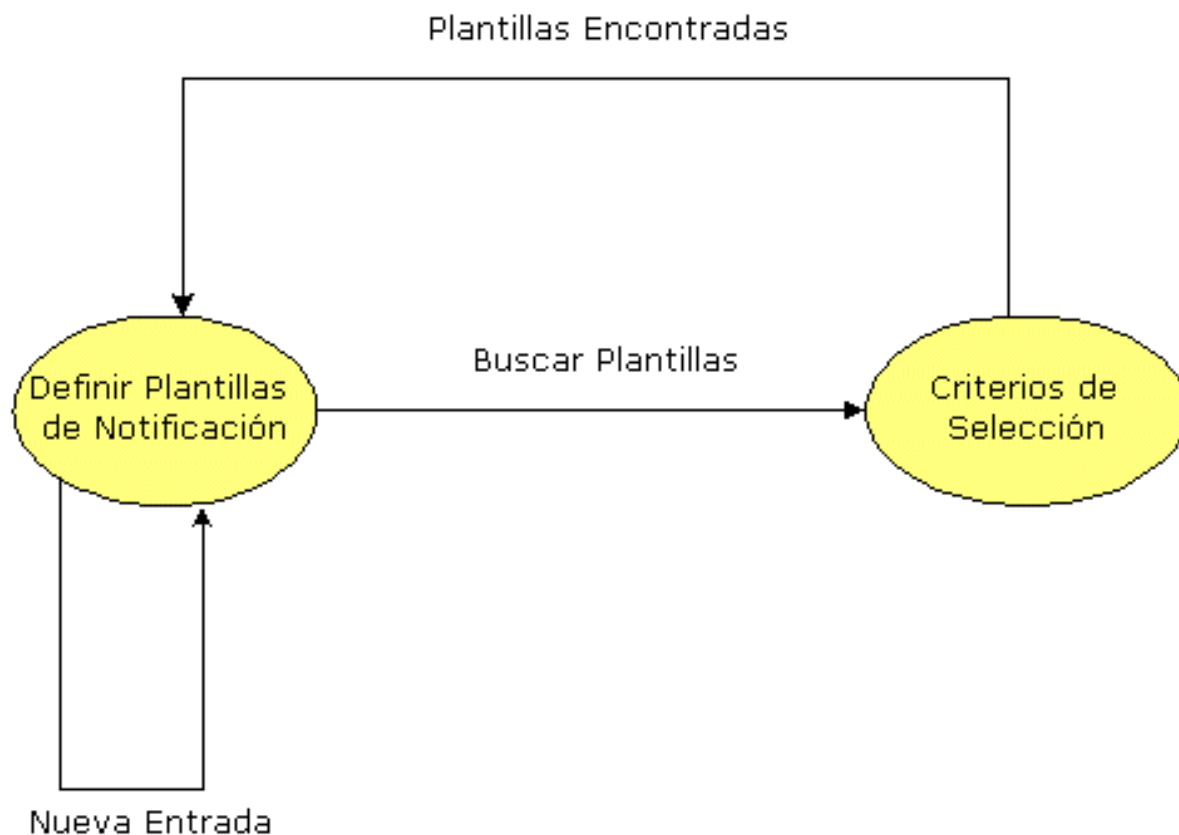 Plantillas Encontradas
Buscar Plantillas
Definir Plantillas
de Notificación
Criterios de
Selección
Nueva Entrada